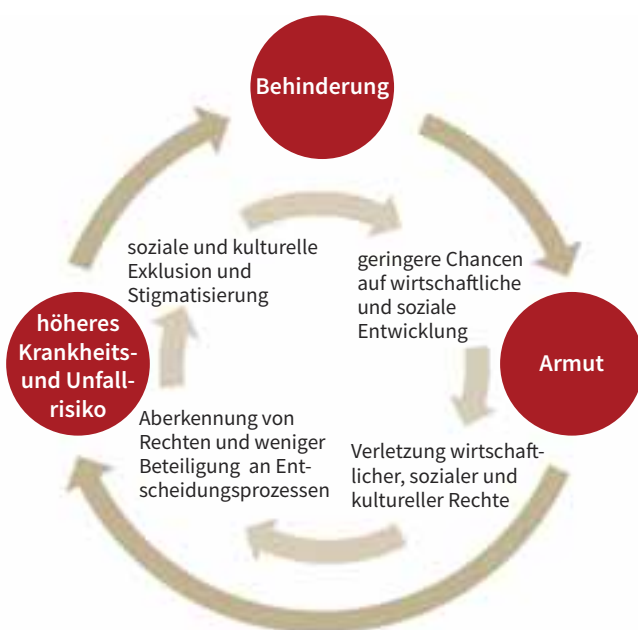 Behinderung
soziale und kulturelle
Exklusion und
Stigmatisierung
geringere Chancen
auf wirtschaftliche
und soziale
Entwicklung
höheres
Krankheits-
und Unfall-
risiko
Armut
Aberkennung von
Rechten und weniger
Beteiligung an Ent-
scheidungsprozessen
Verletzung wirtschaft-
licher, sozialer und
kultureller Rechte